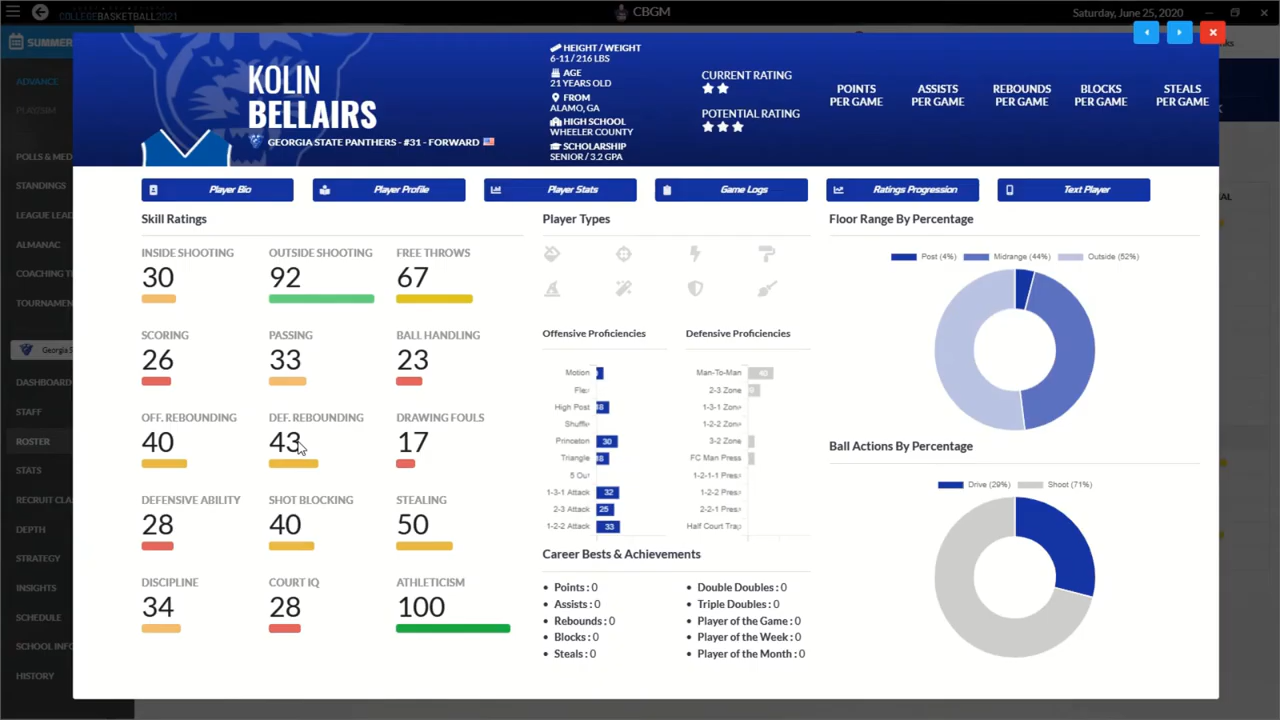 COLLEGEBASKETBALL2021
CBGM
Saturday, June 25, 2020
SUMMER
ADVANCE
POLLS & MED
STANDINGS
LEAGUE LEAD
ALMANAC
COACHING T
TOURNAMEN
Georgia S
DASHBOARD
STAFF
ROSTER
STATS
RECRUIT CLA
DEPTH
STRATEGY
INSIGHTS
SCHEDULE
SCHOOL INFO
HISTORY
KOLIN
BELLAIRS
GEORGIA STATE PANTHERS - #31 - FORWARD
HEIGHT / WEIGHT
6-11 / 216 LBS
AGE
21 YEARS OLD
FROM
ALAMO, GA
HIGH SCHOOL
WHEELER COUNTY
SCHOLARSHIP
SENIOR / 3.2 GPA
CURRENT RATING
POTENTIAL RATING
POINTS
PER GAME
ASSISTS
PER GAME
REBOUNDS
PER GAME
BLOCKS
PER GAME
STEALS
PER GAME
Player Bio
Player Profile
Player Stats
Game Logs
Ratings Progression
Text Player
Skill Ratings
INSIDE SHOOTING
30
OUTSIDE SHOOTING
92
FREE THROWS
67
SCORING
26
PASSING
33
BALL HANDLING
23
OFF. REBOUNDING
40
DEF. REBOUNDING
43
DRAWING FOULS
17
DEFENSIVE ABILITY
28
SHOT BLOCKING
40
STEALING
50
DISCIPLINE
34
COURT IQ
28
ATHLETICISM
100
Player Types
Offensive Proficiencies
Motion
Flex
High Post
Shuffle
Princeton 30
Triangle
5 Out
1-3-1 Attack 32
2-3 Attack 25
1-2-2 Attack 33
Defensive Proficiencies
Man-To-Man 40
2-3 Zone
1-3-1 Zone
1-2-2 Zone
3-2 Zone
FC Man Press
1-2-1-1 Press
1-2-2 Press
2-2-1 Press
Half Court Trap
Career Bests & Achievements
Points : 0
Assists : 0
Rebounds : 0
Blocks : 0
Steals : 0
Double Doubles : 0
Triple Doubles : 0
Player of the Game : 0
Player of the Week : 0
Player of the Month : 0
Floor Range By Percentage
Post (4%) Midrange (44%) Outside (52%)
Ball Actions By Percentage
Drive (29%) Shoot (71%)